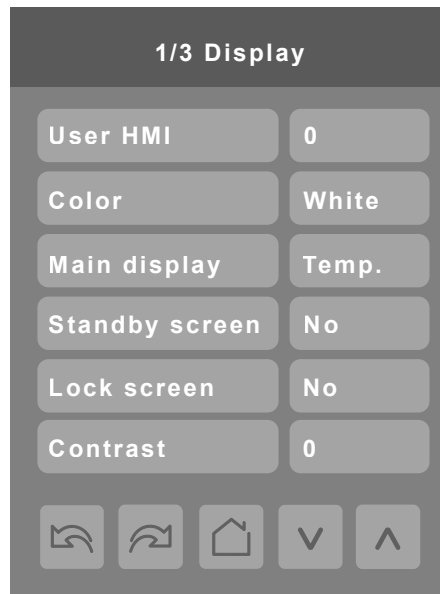 1/3 Display
User HMI 0
Color White
Main display Temp.
Standby screen No
Lock screen No
Contrast 0